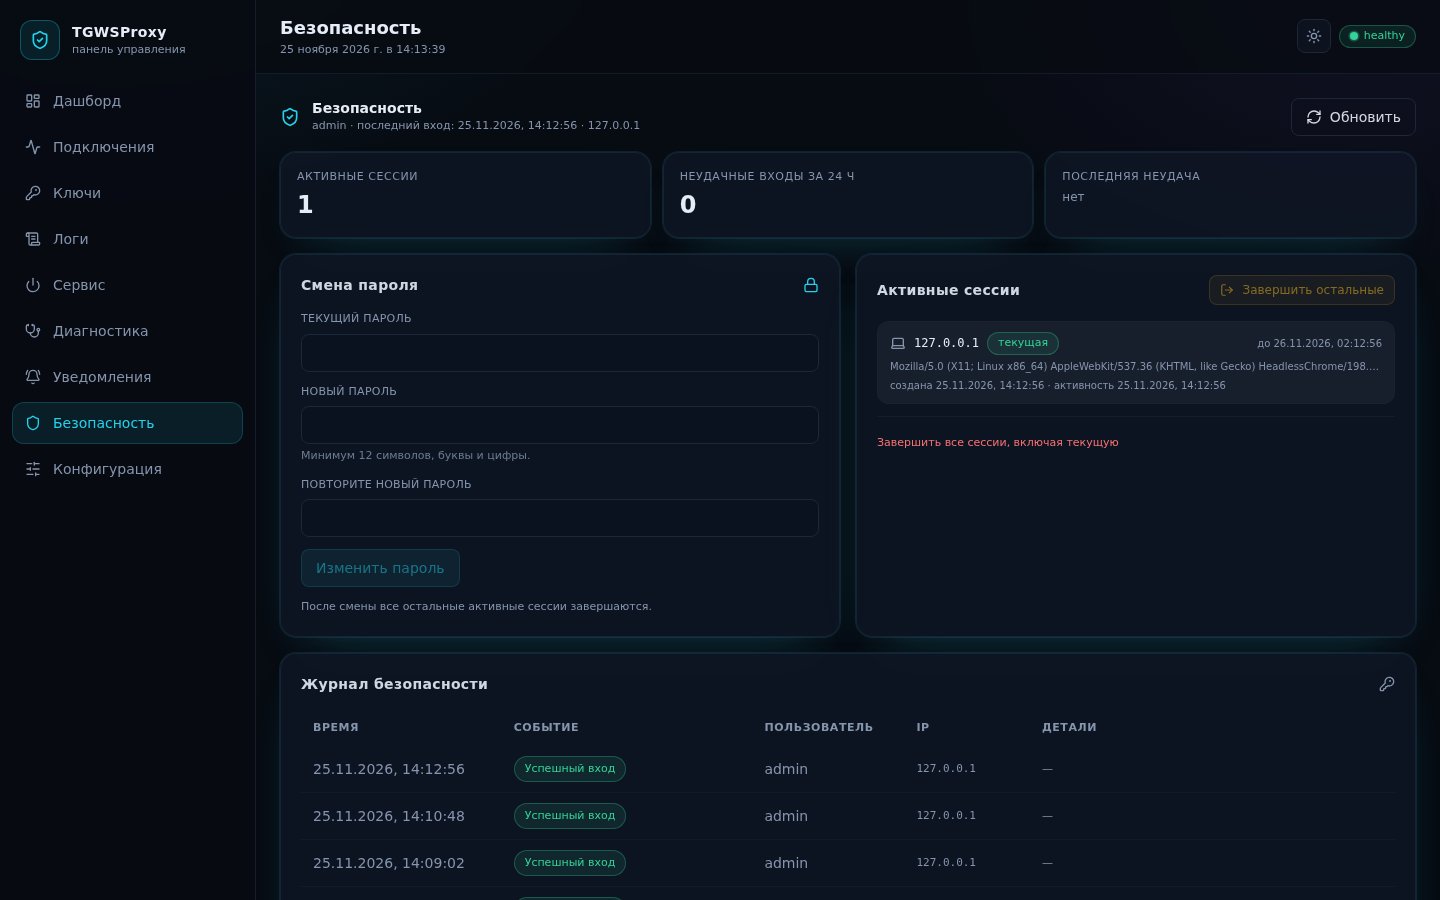 TGWSProxy
панель управления
Дашборд
Подключения
Ключи
Логи
Сервис
Диагностика
Уведомления
Безопасность
Конфигурация
Безопасность
25 ноября 2026 г. в 14:13:39
healthy
Безопасность
admin · последний вход: 25.11.2026, 14:12:56 · 127.0.0.1
Обновить
АКТИВНЫЕ СЕССИИ
1
НЕУДАЧНЫЕ ВХОДЫ ЗА 24 Ч
0
ПОСЛЕДНЯЯ НЕУДАЧА
нет
Смена пароля
ТЕКУЩИЙ ПАРОЛЬ
НОВЫЙ ПАРОЛЬ
Минимум 12 символов, буквы и цифры.
ПОВТОРИТЕ НОВЫЙ ПАРОЛЬ
Изменить пароль
После смены все остальные активные сессии завершаются.
Активные сессии
Завершить остальные
127.0.0.1 текущая до 26.11.2026, 02:12:56
Mozilla/5.0 (X11; Linux x86_64) AppleWebKit/537.36 (KHTML, like Gecko) HeadlessChrome/198.…
создана 25.11.2026, 14:12:56 · активность 25.11.2026, 14:12:56
Завершить все сессии, включая текущую
Журнал безопасности
ВРЕМЯ СОБЫТИЕ ПОЛЬЗОВАТЕЛЬ IP ДЕТАЛИ
25.11.2026, 14:12:56 Успешный вход admin 127.0.0.1 —
25.11.2026, 14:10:48 Успешный вход admin 127.0.0.1 —
25.11.2026, 14:09:02 Успешный вход admin 127.0.0.1 —